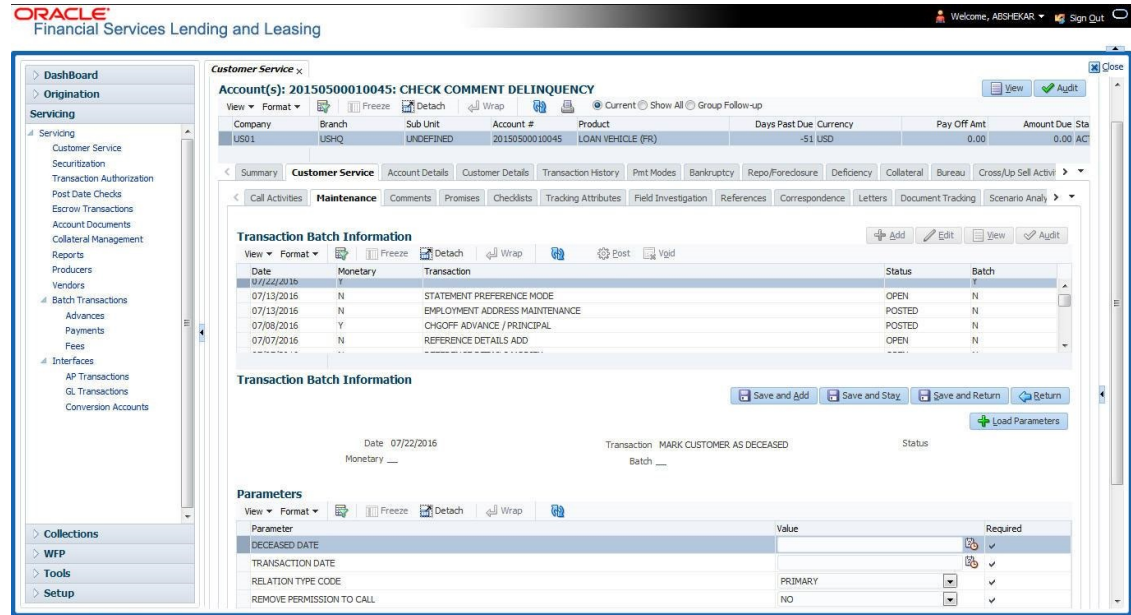 ORACLE
Financial Services Lending and Leasing
Welcome, ABSHEKAR Sign Out
Close
DashBoard
Origination
Servicing
Servicing
Customer Service
Securitization
Transaction Authorization
Post Date Checks
Escrow Transactions
Account Documents
Collateral Management
Reports
Producers
Vendors
Batch Transactions
Advances
Payments
Fees
Interfaces
AP Transactions
GL Transactions
Conversion Accounts
Collections
WFP
Tools
Setup
Customer Service x
Account(s): 20150500010045: CHECK COMMENT DELINQUENCY
View Audit
View Format Freeze Detach Wrap Current Show All Group Follow-up
Company Branch Sub Unit Account # Product Days Past Due Currency Pay Off Amt Amount Due Sta
US01 USHQ UNDEFINED 20150500010045 LOAN VEHICLE (FR) -51 USD 0.00 0.00 ACT
Summary Customer Service Account Details Customer Details Transaction History Pmt Modes Bankruptcy Repo/Foreclosure Deficiency Collateral Bureau Cross/Up Sell Activi
Call Activities Maintenance Comments Promises Checklists Tracking Attributes Field Investigation References Correspondence Letters Document Tracking Scenario Analy
Transaction Batch Information
Add Edit View Audit
View Format Freeze Detach Wrap Post Void
Date Monetary Transaction Status Batch
07/22/2016 Y Y
07/13/2016 N STATEMENT PREFERENCE MODE OPEN N
07/13/2016 N EMPLOYMENT ADDRESS MAINTENANCE POSTED N
07/08/2016 Y CHGOFF ADVANCE / PRINCIPAL POSTED N
07/07/2016 N REFERENCE DETAILS ADD OPEN N
Transaction Batch Information
Save and Add Save and Stay Save and Return Return
Load Parameters
Date 07/22/2016 Transaction MARK CUSTOMER AS DECEASED Status
Monetary Batch
Parameters
View Format Freeze Detach Wrap
Parameter Value Required
DECEASED DATE
TRANSACTION DATE
RELATION TYPE CODE PRIMARY
REMOVE PERMISSION TO CALL NO